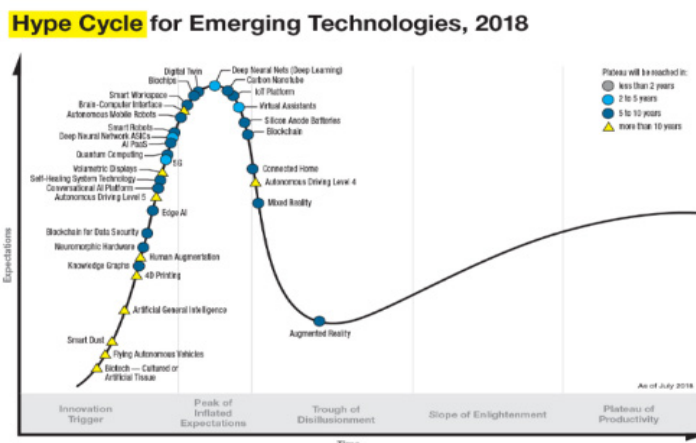 Hype Cycle for Emerging Technologies, 2018
Plateau will be reached in:
less than 2 years
2 to 5 years
5 to 10 years
more than 10 years
Digital Twin
Biochips
Smart Workspace
Brain-Computer Interface
Autonomous Mobile Robots
Smart Robots
Deep Neural Network ASICs
AI PaaS
Quantum Computing
5G
Volumetric Displays
Self-Healing System Technology
Conversational AI Platform
Autonomous Driving Level 5
Edge AI
Blockchain for Data Security
Neuromorphic Hardware
Human Augmentation
Knowledge Graphs
4D Printing
Artificial General Intelligence
Smart Dust
Flying Autonomous Vehicles
Biotech — Cultured or
Artificial Tissue
Deep Neural Nets (Deep Learning)
Carbon Nanotube
IoT Platform
Virtual Assistants
Silicon Anode Batteries
Blockchain
Connected Home
Autonomous Driving Level 4
Mixed Reality
Augmented Reality
Expectations
As of July 2018
Innovation
Trigger
Peak of
Inflated
Expectations
Trough of
Disillusionment
Slope of Enlightenment
Plateau of
Productivity
Time